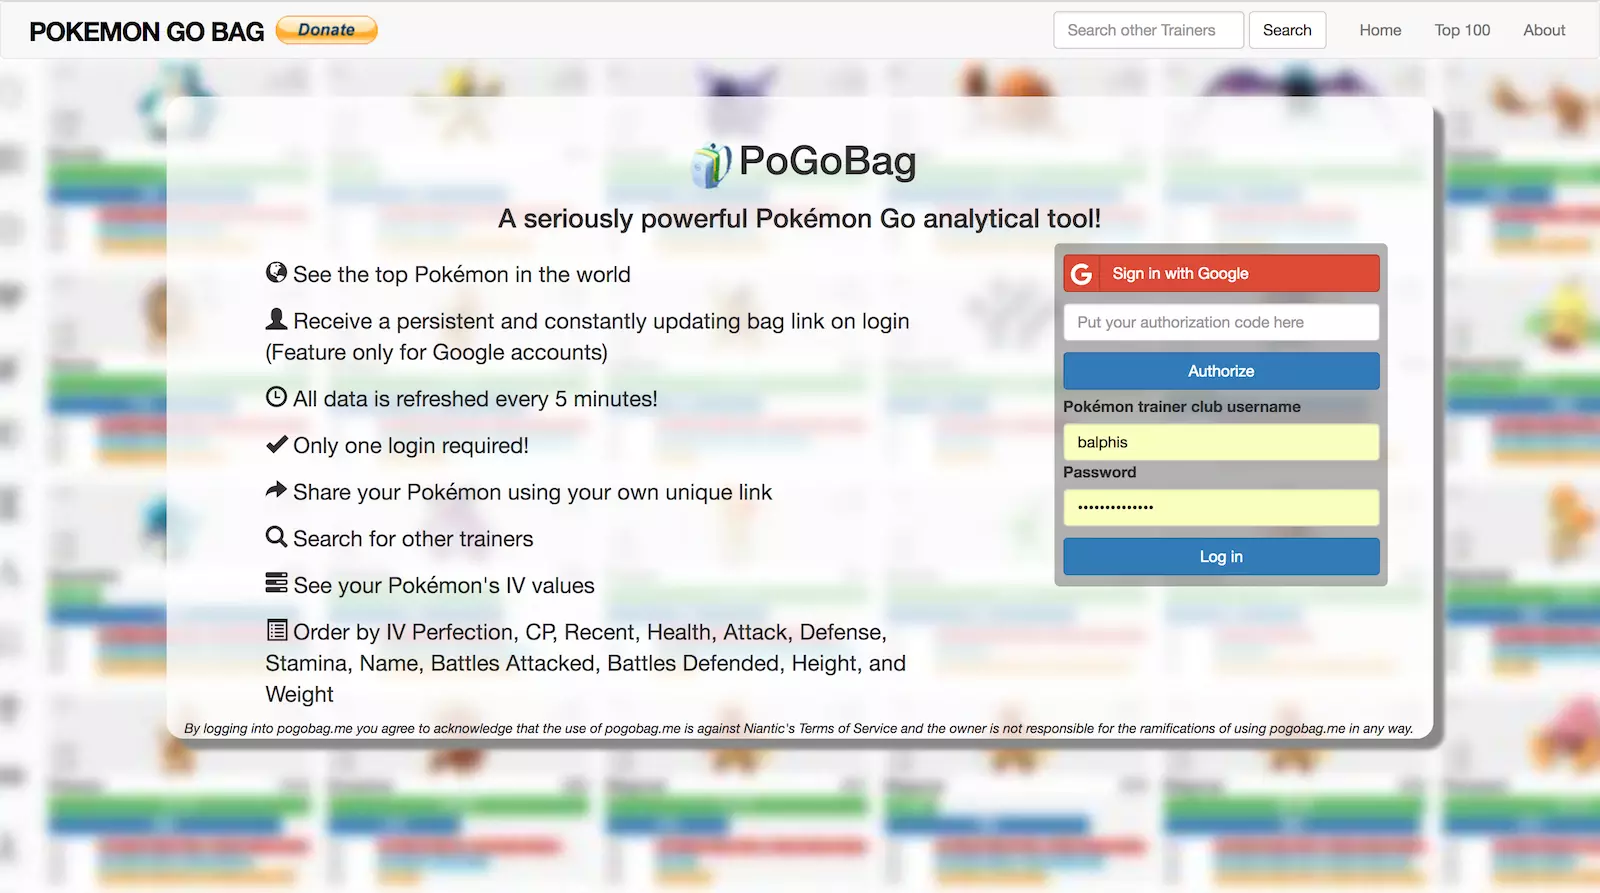 POKEMON GO BAG
Donate
Search other Trainers
Search
Home
Top 100
About
PoGoBag
A seriously powerful Pokémon Go analytical tool!
See the top Pokémon in the world
Receive a persistent and constantly updating bag link on login
(Feature only for Google accounts)
All data is refreshed every 5 minutes!
Only one login required!
Share your Pokémon using your own unique link
Search for other trainers
See your Pokémon's IV values
Order by IV Perfection, CP, Recent, Health, Attack, Defense,
Stamina, Name, Battles Attacked, Battles Defended, Height, and
Weight
G Sign in with Google
Put your authorization code here
Authorize
Pokémon trainer club username
balphis
Password
••••••••••••••
Log in
By logging into pogobag.me you agree to acknowledge that the use of pogobag.me is against Niantic's Terms of Service and the owner is not responsible for the ramifications of using pogobag.me in any way.